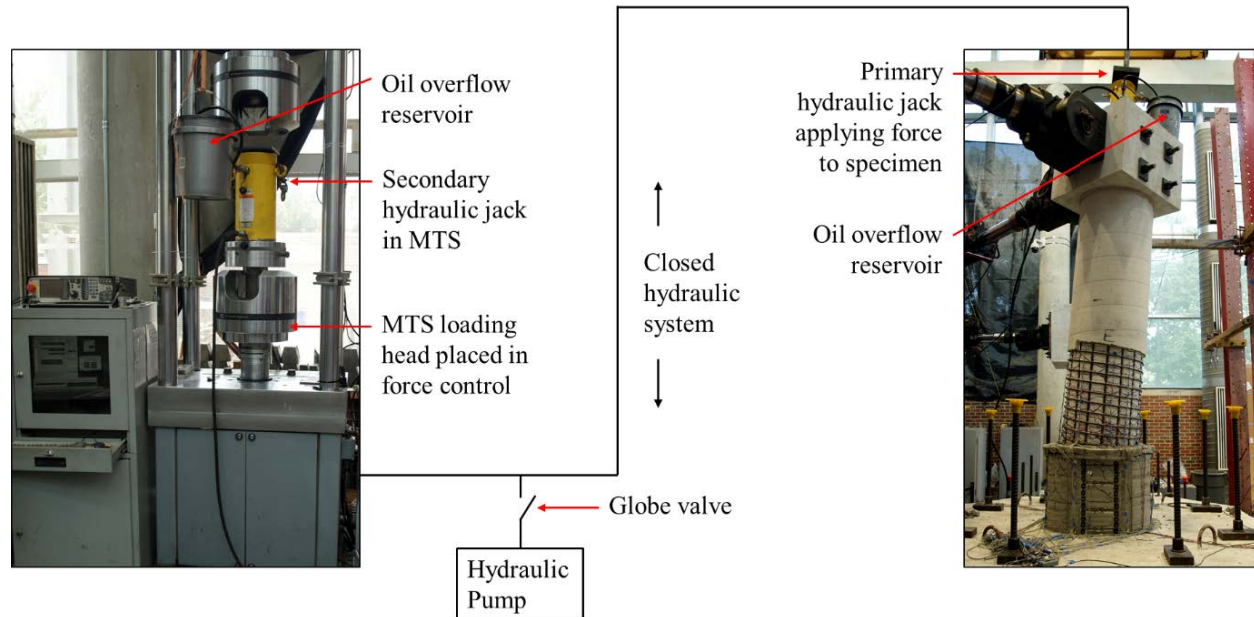 Oil overflow
reservoir
Secondary
hydraulic jack
in MTS
MTS loading
head placed in
force control
Closed
hydraulic
system
Globe valve
Hydraulic
Pump
Primary
hydraulic jack
applying force
to specimen
Oil overflow
reservoir
E